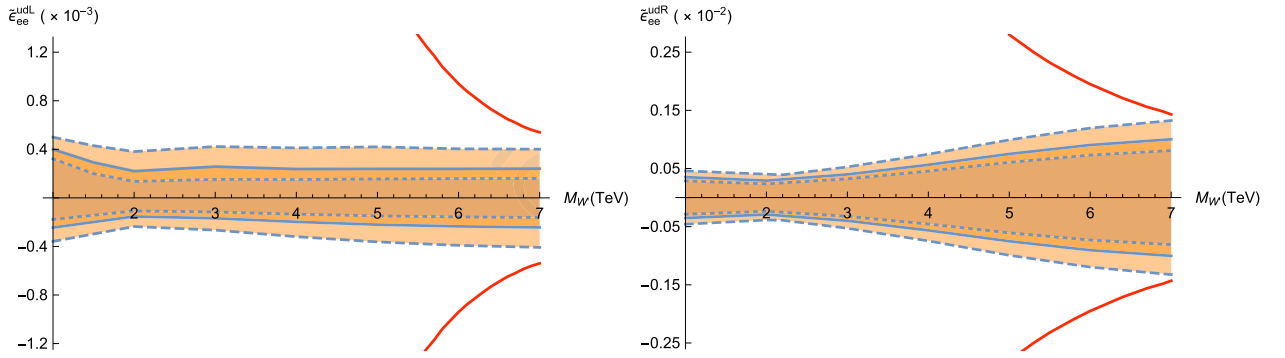 ε̃ee^udL ( × 10⁻³)
1.2
0.8
0.4
2 3 4 5 6 7
M_W(TeV)
-0.4
-0.8
-1.2
ε̃ee^udR ( × 10⁻²)
0.25
0.15
0.05
2 3 4 5 6 7
M_W(TeV)
-0.05
-0.15
-0.25